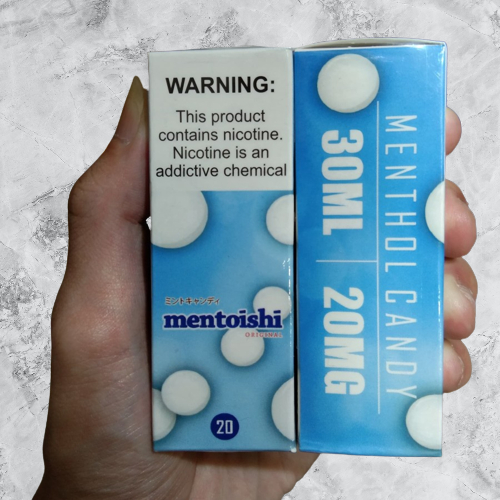 WARNING:
This product
contains nicotine.
Nicotine is an
addictive chemical
ミントキャンディ
mentoishi
ORIGINAL
20
MENTHOL CANDY
30ML 20MG